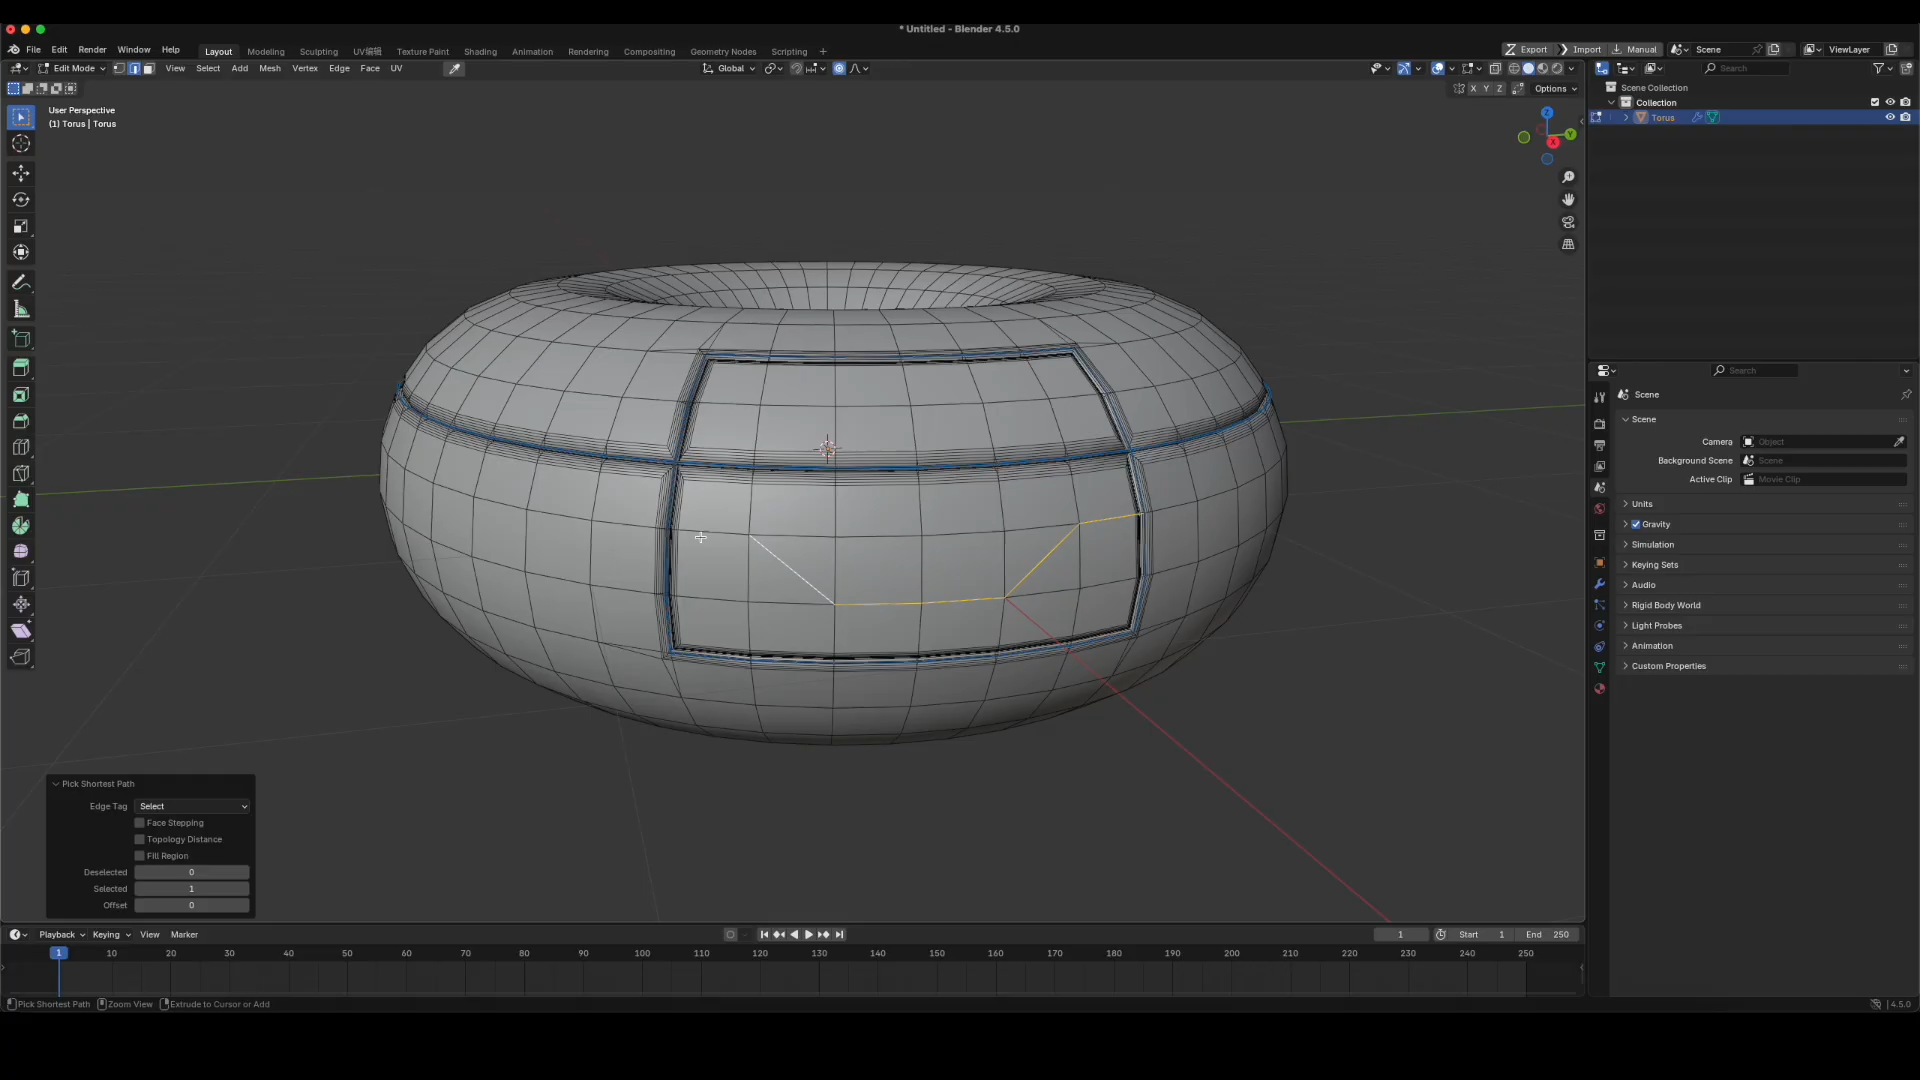 * Untitled - Blender 4.5.0
File Edit Render Window Help
Layout Modeling Sculpting UV编辑 Texture Paint Shading Animation Rendering Compositing Geometry Nodes Scripting +
Export Import Manual Scene ViewLayer
Edit Mode View Select Add Mesh Vertex Edge Face UV
Global
Search
X Y Z Options
User Perspective
(1) Torus | Torus
Z
Y
X
Scene Collection
Collection
Torus
Search
Scene
Scene
Camera Object
Background Scene Scene
Active Clip Movie Clip
Units
Gravity
Simulation
Keying Sets
Audio
Rigid Body World
Light Probes
Animation
Custom Properties
Pick Shortest Path
Edge Tag Select
Face Stepping
Topology Distance
Fill Region
Deselected 0
Selected 1
Offset 0
Playback Keying View Marker
1 Start 1 End 250
1 10 20 30 40 50 60 70 80 90 100 110 120 130 140 150 160 170 180 190 200 210 220 230 240 250
Pick Shortest Path Zoom View Extrude to Cursor or Add
4.5.0